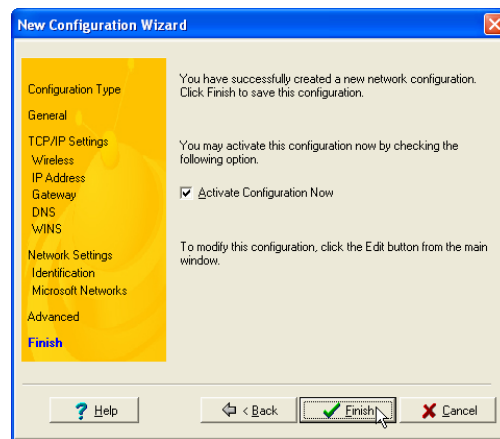 New Configuration Wizard
Configuration Type
General
TCP/IP Settings
Wireless
IP Address
Gateway
DNS
WINS
Network Settings
Identification
Microsoft Networks
Advanced
Finish
You have successfully created a new network configuration.
Click Finish to save this configuration.
You may activate this configuration now by checking the
following option.
Activate Configuration Now
To modify this configuration, click the Edit button from the main
window.
? Help
< Back
Finish
Cancel